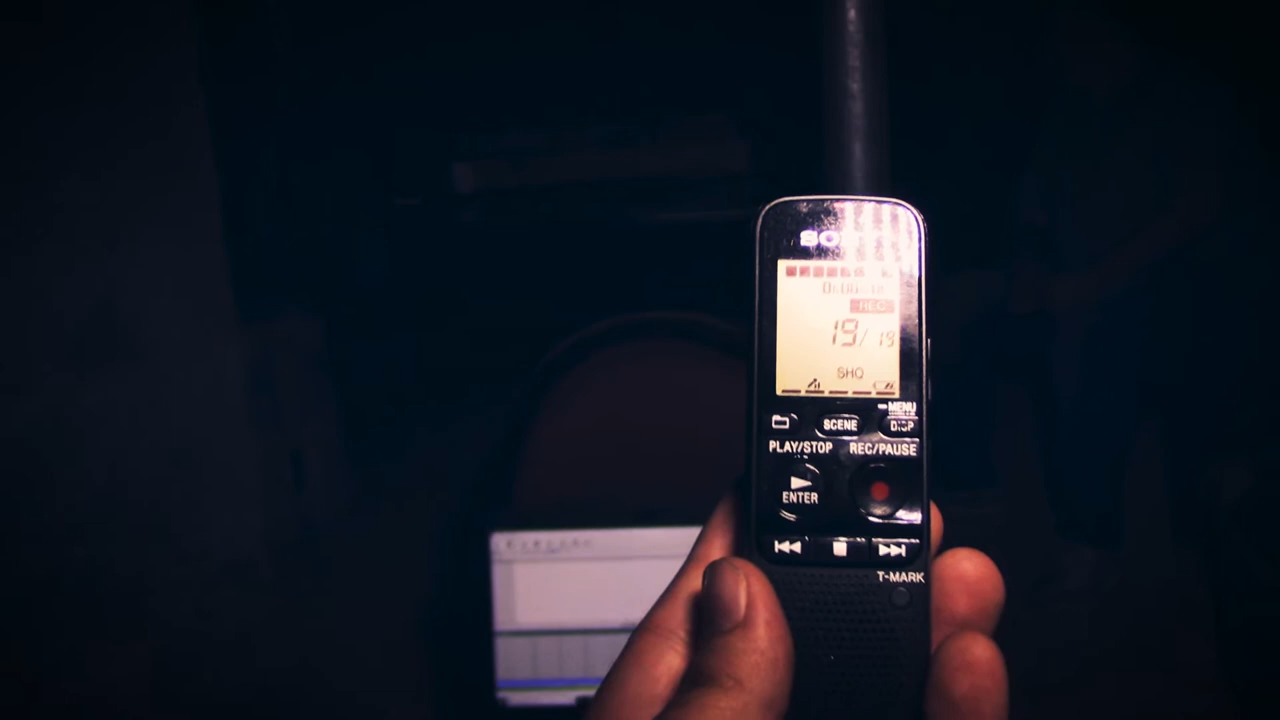 REC
19/19
SHQ
MENU
SCENE
DISP
PLAY/STOP
REC/PAUSE
ENTER
T-MARK